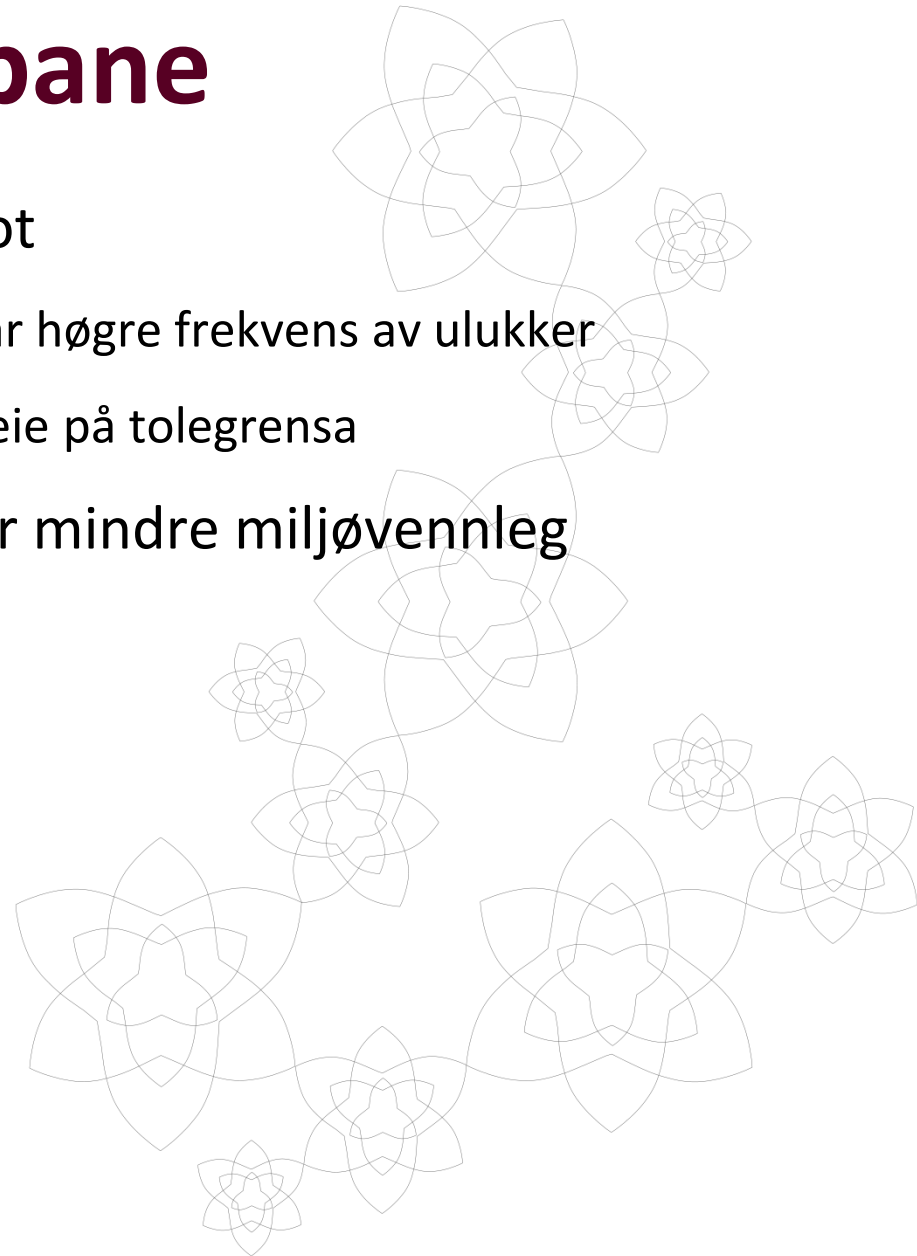 bane
ot
ar høgre frekvens av ulukker
eie på tolegrensa
r mindre miljøvennleg